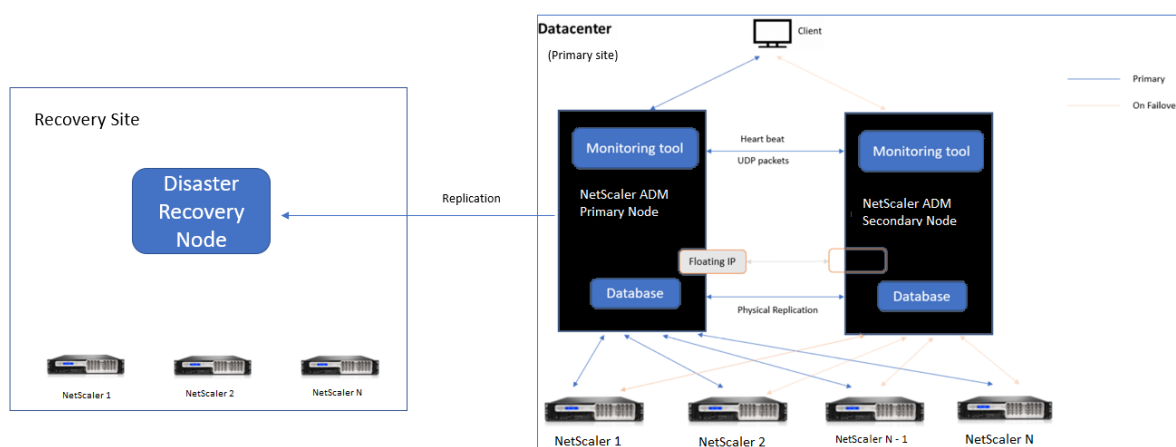 Datacenter
(Primary site)
Client
Primary
On Failove
Recovery Site
Disaster
Recovery
Node
Replication
Monitoring tool
Heart beat
UDP packets
Monitoring tool
NetScaler ADM
Primary Node
NetScaler ADM
Secondary Node
Floating IP
Database
Physical Replication
Database
NetScaler 1
NetScaler 2
NetScaler N
NetScaler 1
NetScaler 2
NetScaler N - 1
NetScaler N